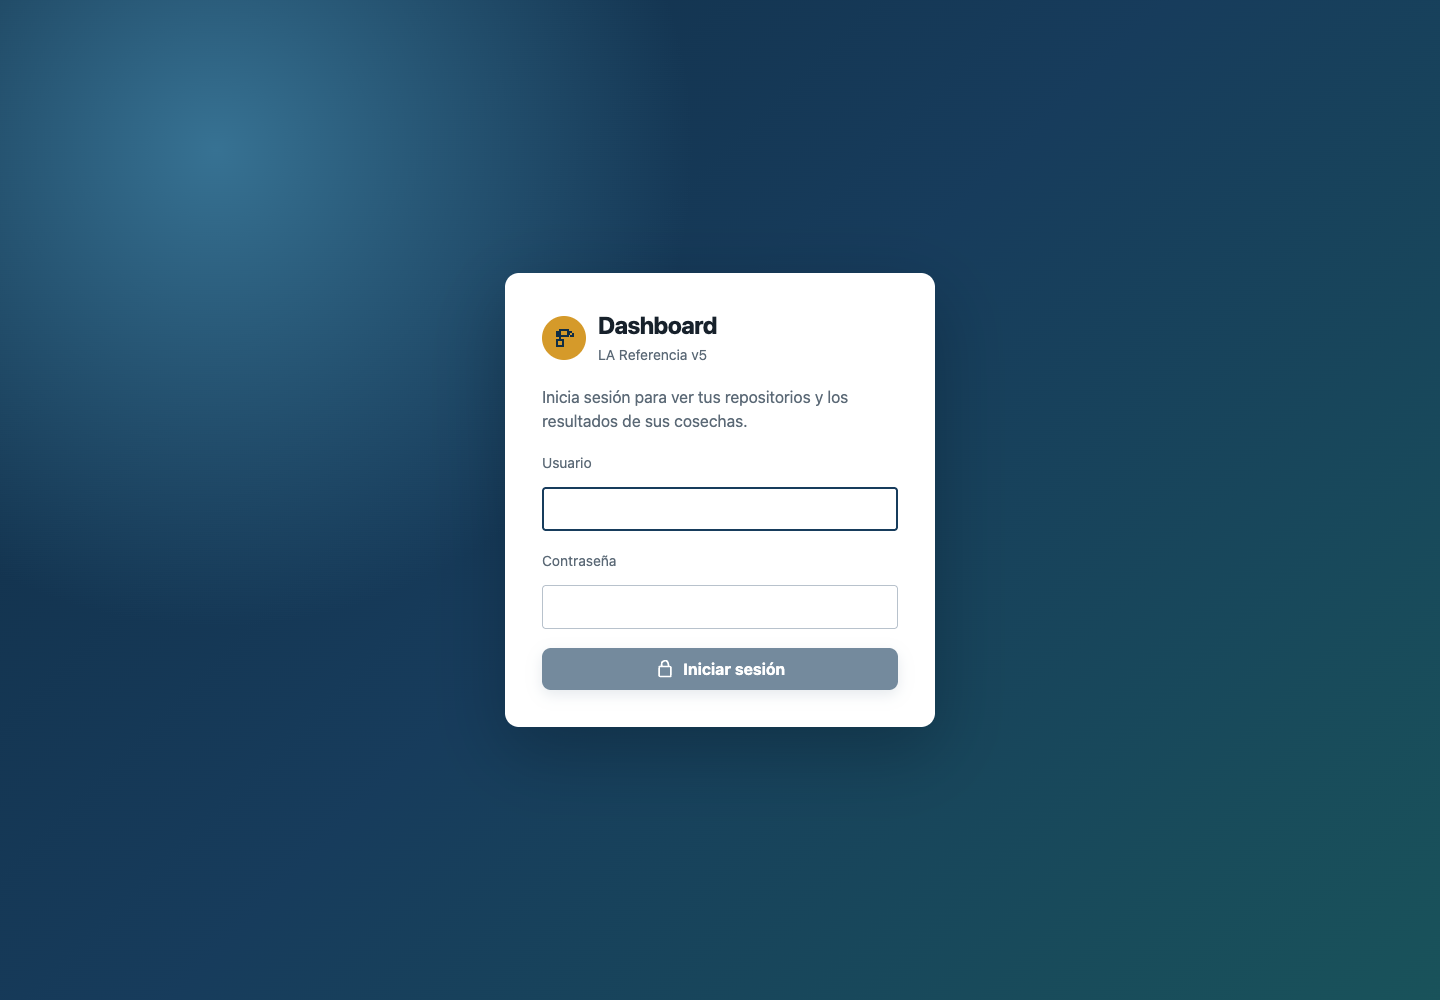 Dashboard
LA Referencia v5
Inicia sesión para ver tus repositorios y los
resultados de sus cosechas.
Usuario
Contraseña
Iniciar sesión